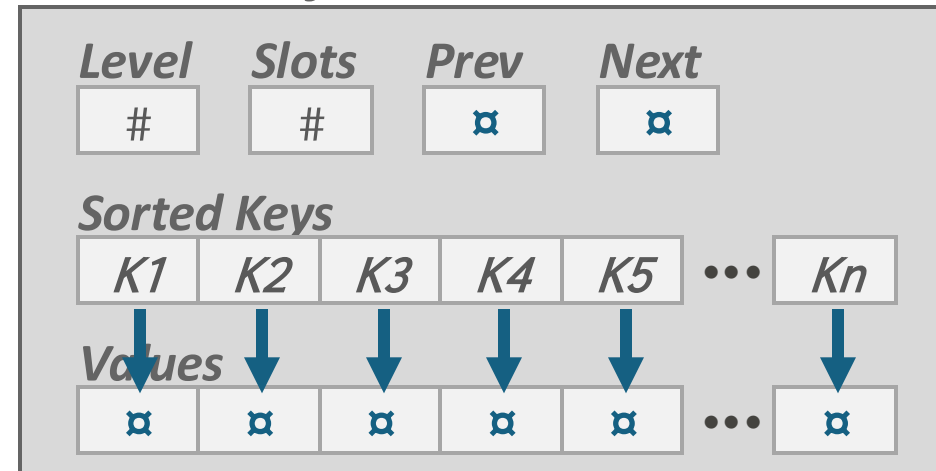 Level Slots Prev Next
# # ¤ ¤
Sorted Keys
K1 K2 K3 K4 K5 ••• Kn
Values
¤ ¤ ¤ ¤ ¤ ••• ¤